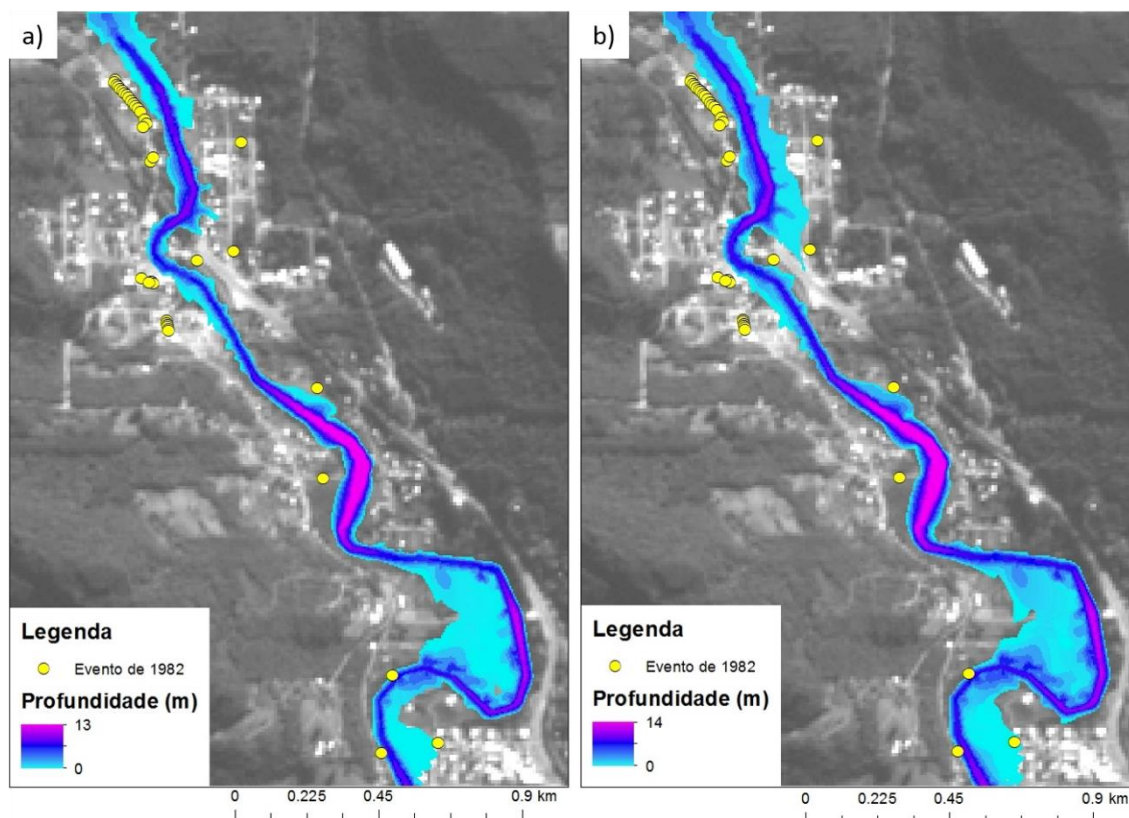 a)
Legenda
Evento de 1982
Profundidade (m)
13
0
0 0.225 0.45 0.9 km
b)
Legenda
Evento de 1982
Profundidade (m)
14
0
0 0.225 0.45 0.9 km